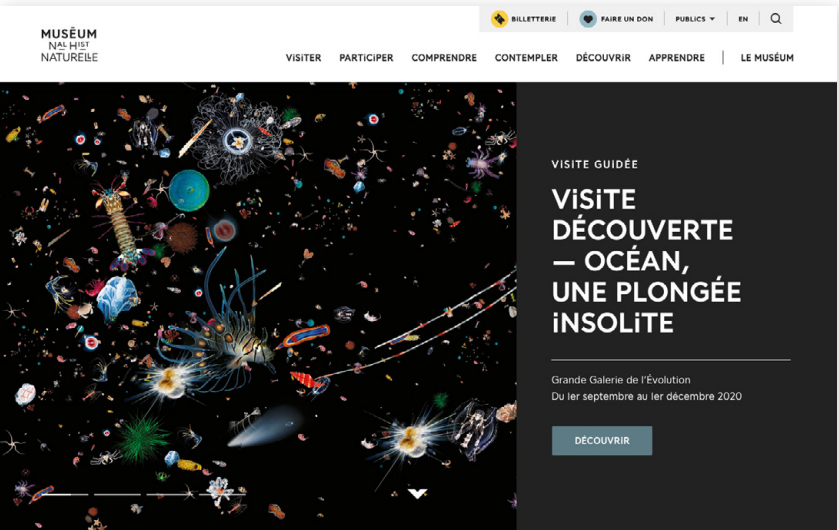 MUSĒUM
NAL HIST
NATURELLE
BILLETTERIE
FAIRE UN DON
PUBLICS
EN
ViSiTER
PARTiCiPER
COMPRENDRE
CONTEMPLER
DÉCOUVRiR
APPRENDRE
LE MUSÉUM
VISITE GUIDÉE
ViSiTE
DÉCOUVERTE
— OCÉAN,
UNE PLONGÉE
iNSOLiTE
Grande Galerie de l'Évolution
Du 1er septembre au 1er décembre 2020
DÉCOUVRIR